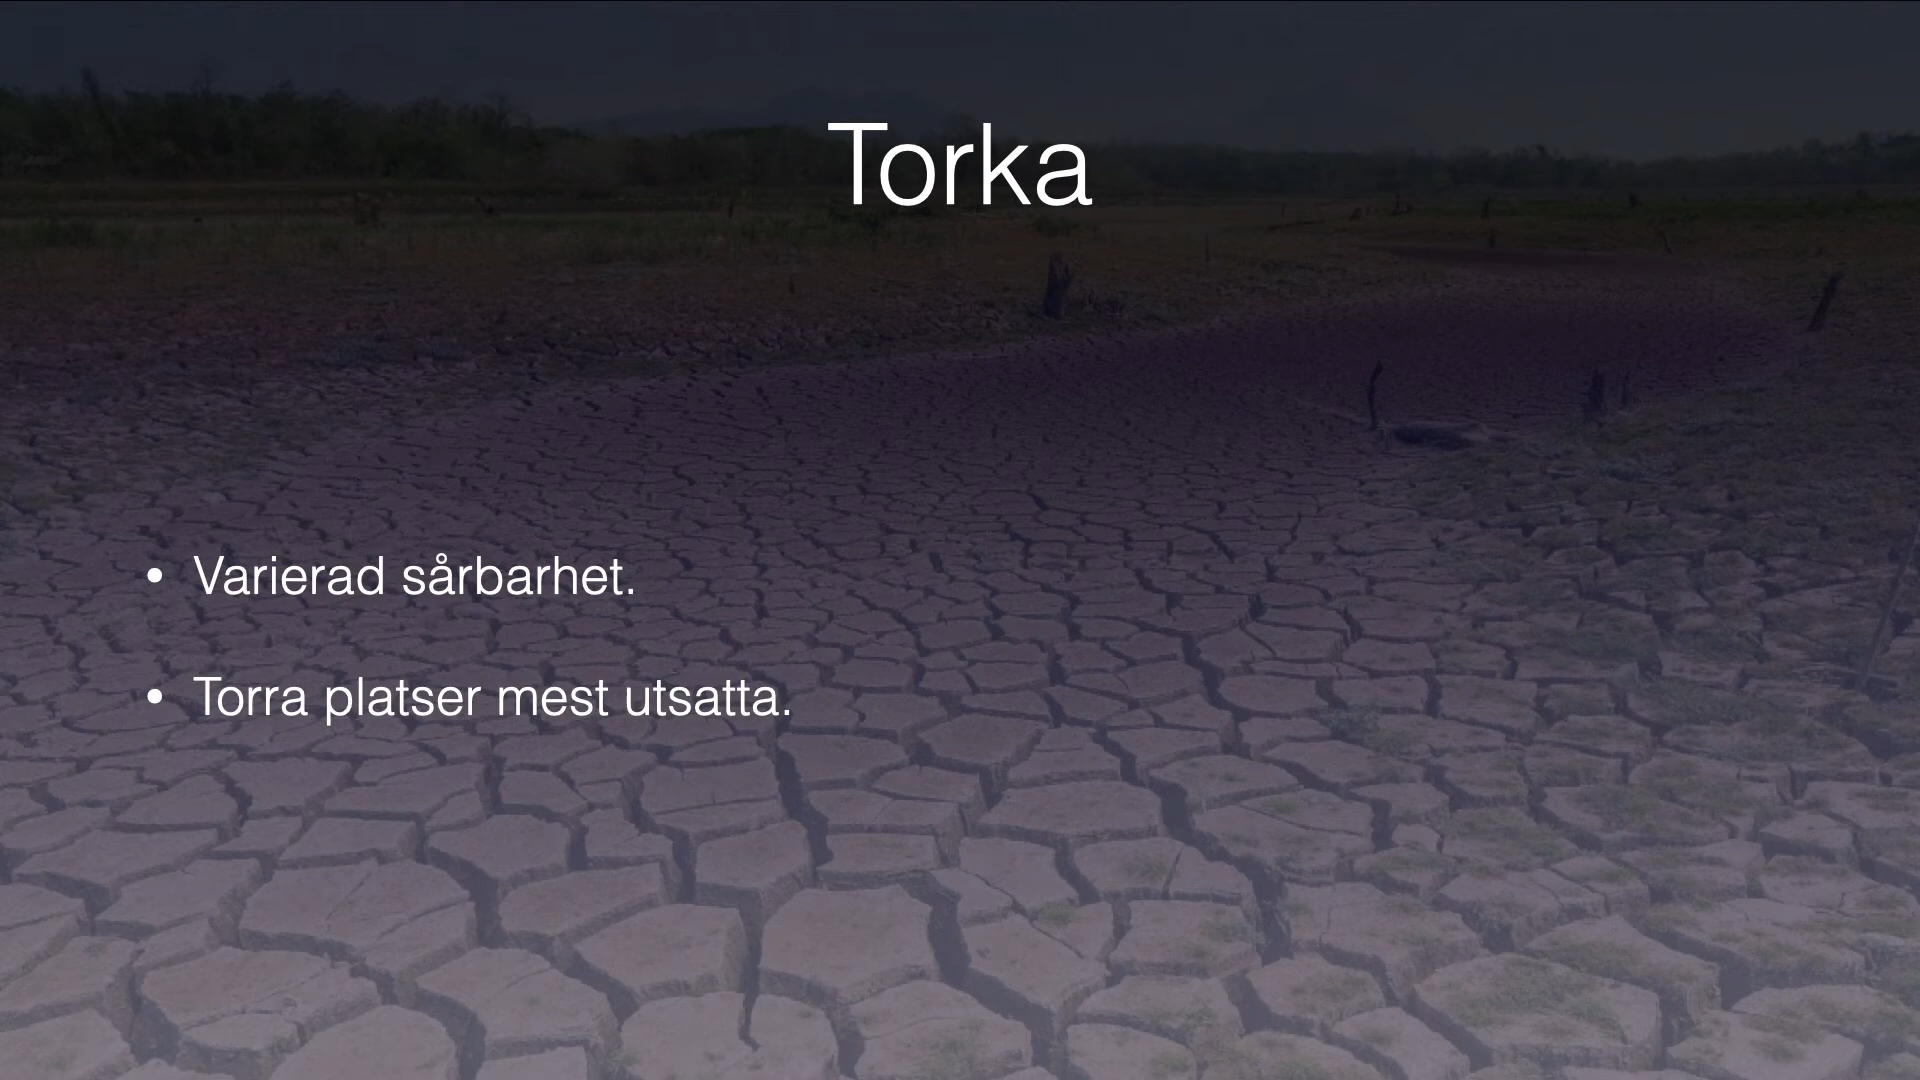 Torka
• Varierad sårbarhet.
• Torra platser mest utsatta.